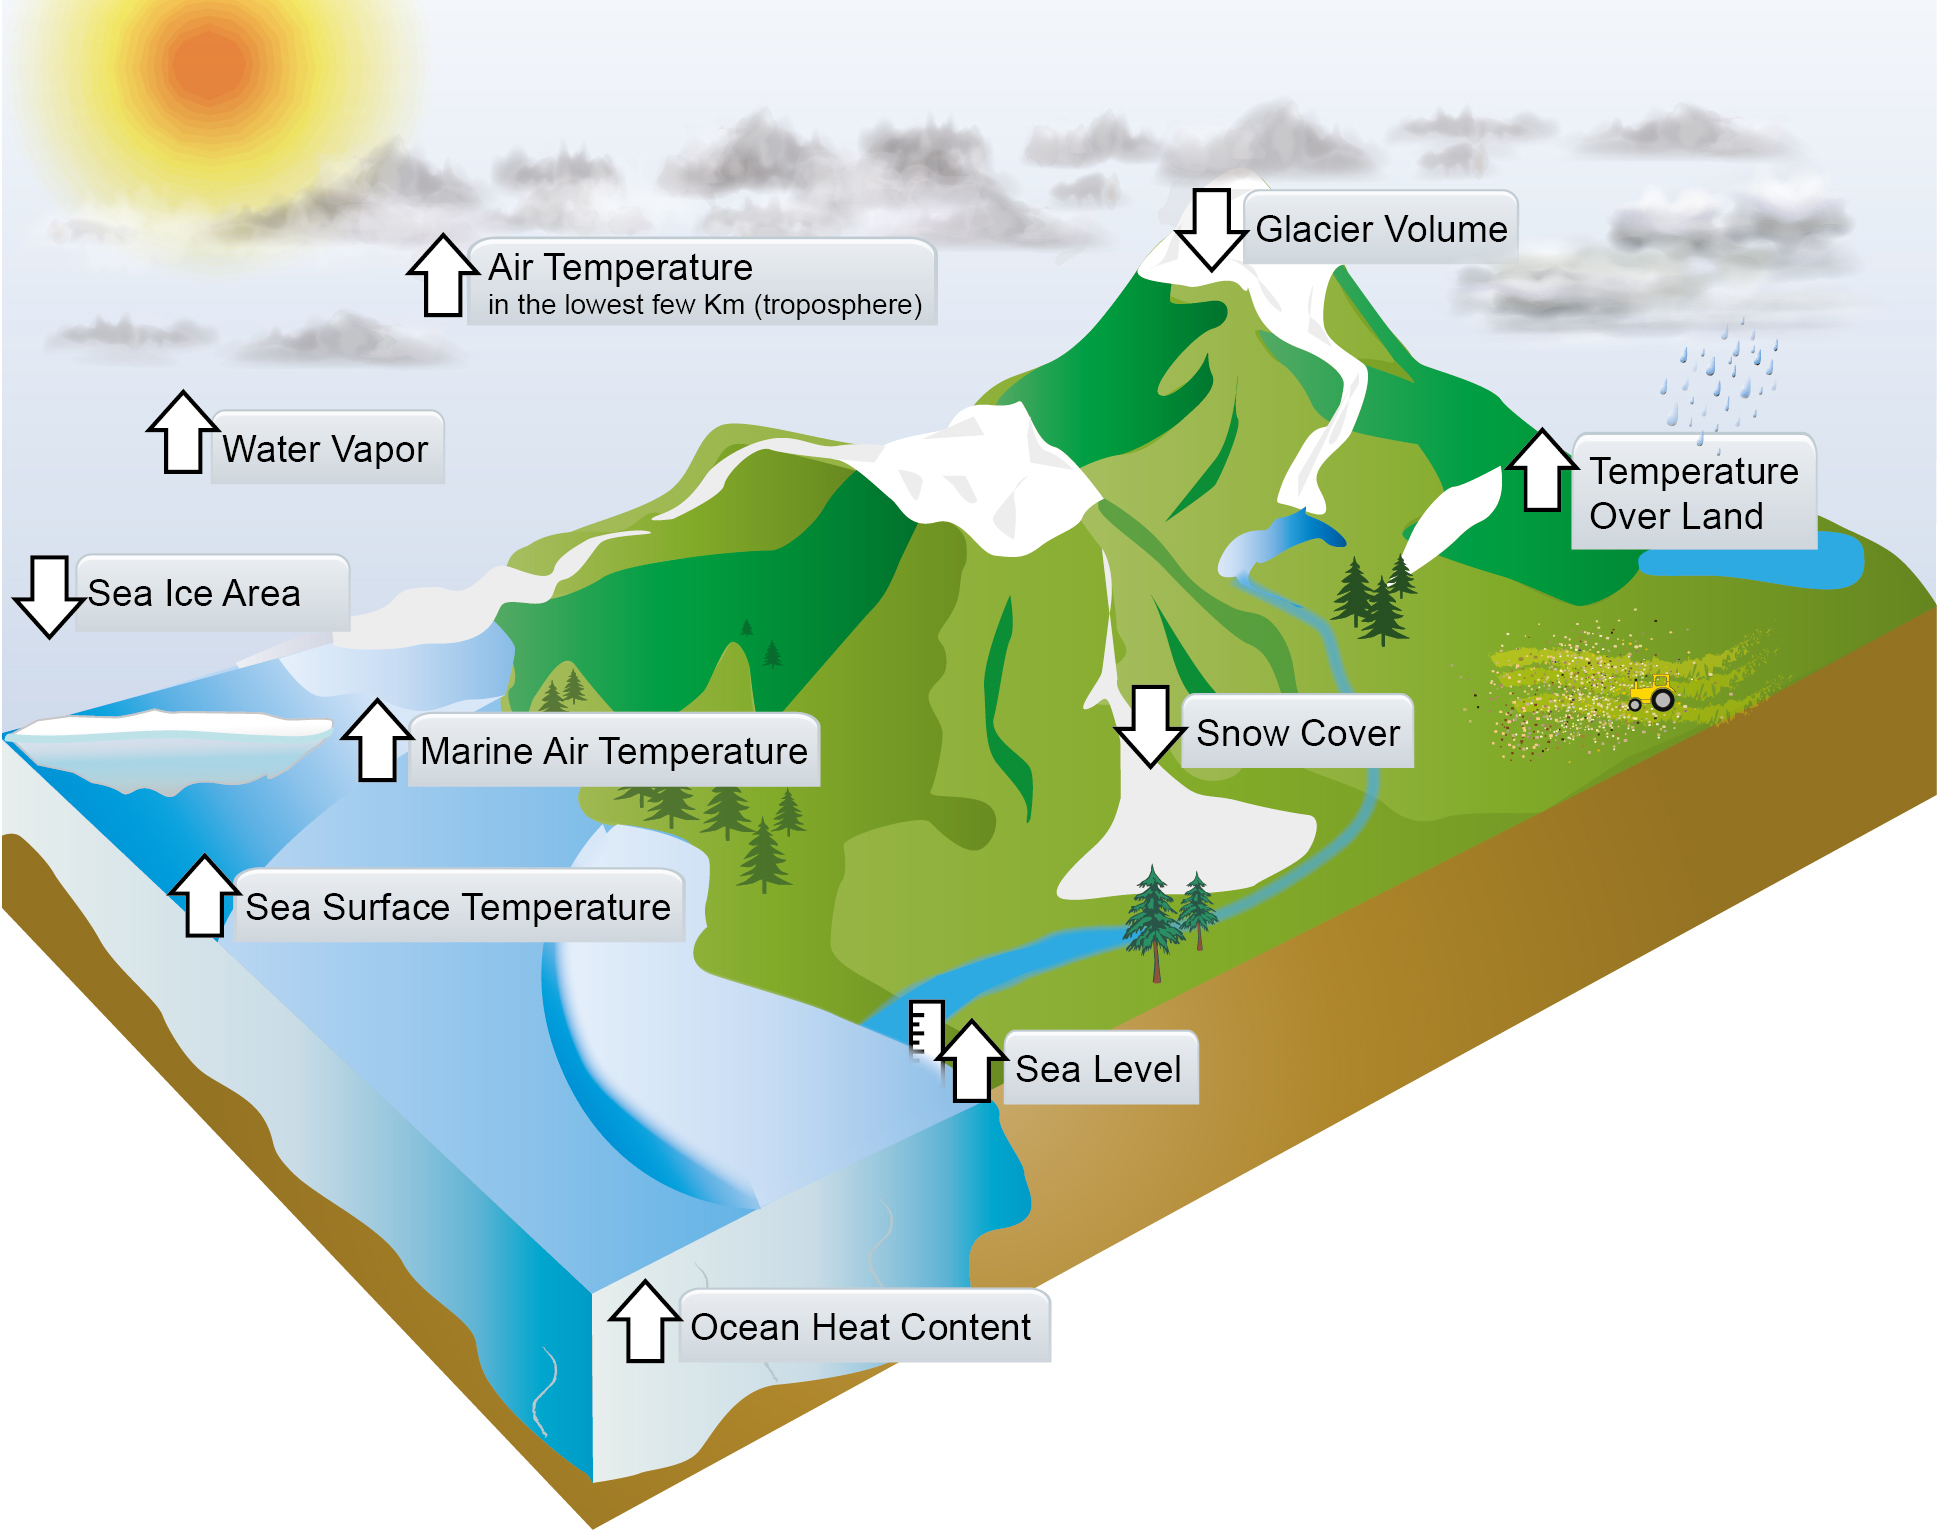 Glacier Volume
Air Temperature
in the lowest few Km (troposphere)
Water Vapor
Temperature
Over Land
Sea Ice Area
Marine Air Temperature
Snow Cover
Sea Surface Temperature
Sea Level
Ocean Heat Content